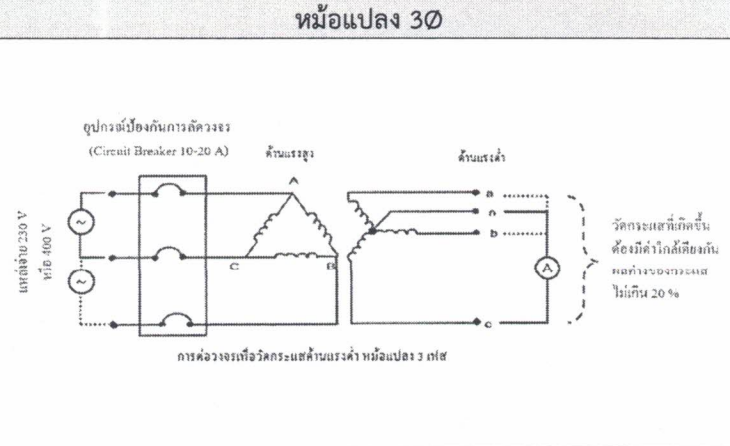 หม้อแปลง 3Ø
อุปกรณ์ป้องกันการลัดวงจร
(Circuit Breaker 10-20 A)
ด้านแรงสูง
ด้านแรงต่ำ
แหล่งจ่าย 230 V
หรือ 400 V
~
~
A
C
B
a
n
b
c
A
วัดกระแสที่เกิดขึ้น
ต้องมีค่าใกล้เคียงกัน
ผลต่างของกระแส
ไม่เกิน 20 %
การต่อวงจรเพื่อวัดกระแสด้านแรงต่ำ หม้อแปลง 3 เฟส